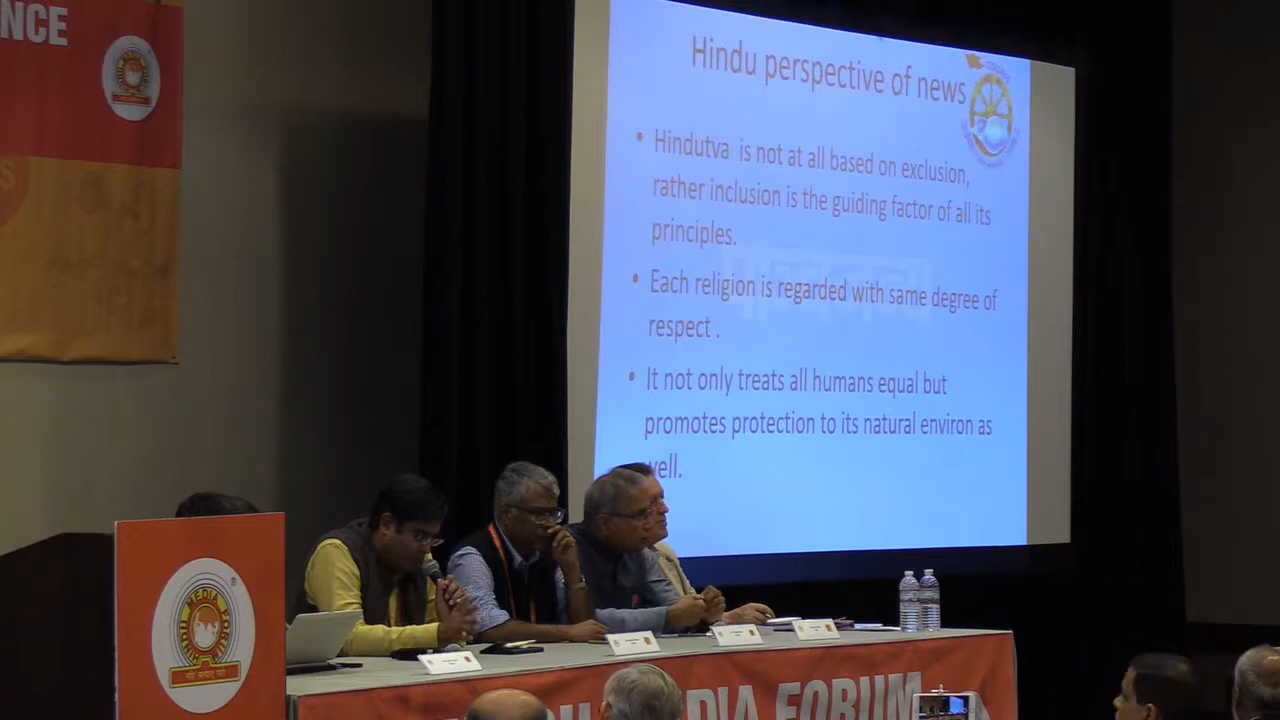 NCE
Hindu perspective of news
• Hindutva is not at all based on exclusion,
rather inclusion is the guiding factor of all its
principles.
• Each religion is regarded with same degree of
respect .
• It not only treats all humans equal but
promotes protection to its natural environ as
well.
HINDU MEDIA FORUM
MEDIA FORUM